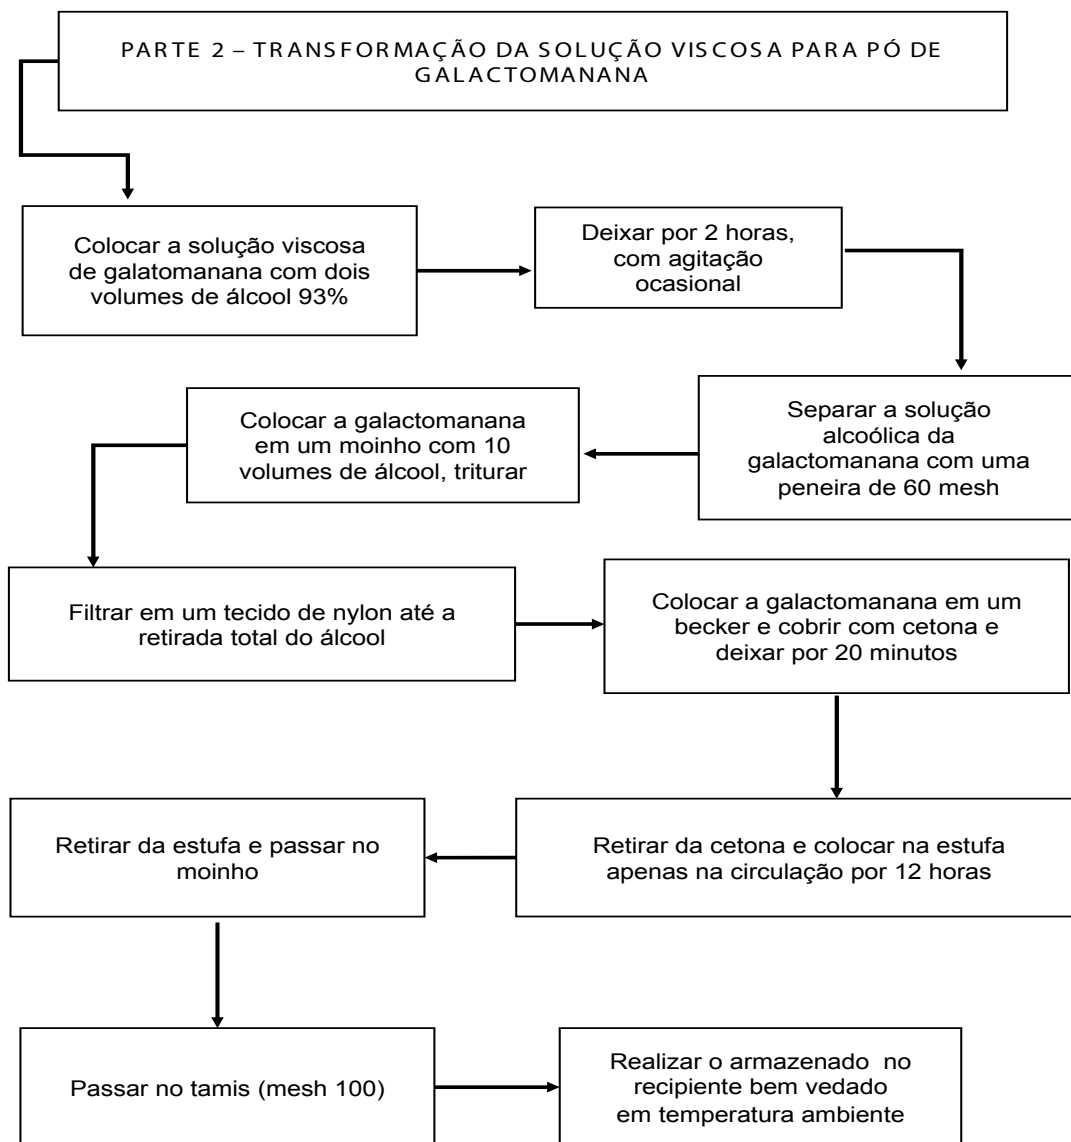 PARTE 2 – TRANSFORMAÇÃO DA SOLUÇÃO VISCOSA PARA PÓ DE
GALACTOMANANA
Colocar a solução viscosa
de galatomanana com dois
volumes de álcool 93%
Deixar por 2 horas,
com agitação
ocasional
Separar a solução
alcoólica da
galactomanana com uma
peneira de 60 mesh
Colocar a galactomanana
em um moinho com 10
volumes de álcool, triturar
Filtrar em um tecido de nylon até a
retirada total do álcool
Colocar a galactomanana em um
becker e cobrir com cetona e
deixar por 20 minutos
Retirar da cetona e colocar na estufa
apenas na circulação por 12 horas
Retirar da estufa e passar no
moinho
Passar no tamis (mesh 100)
Realizar o armazenado no
recipiente bem vedado
em temperatura ambiente